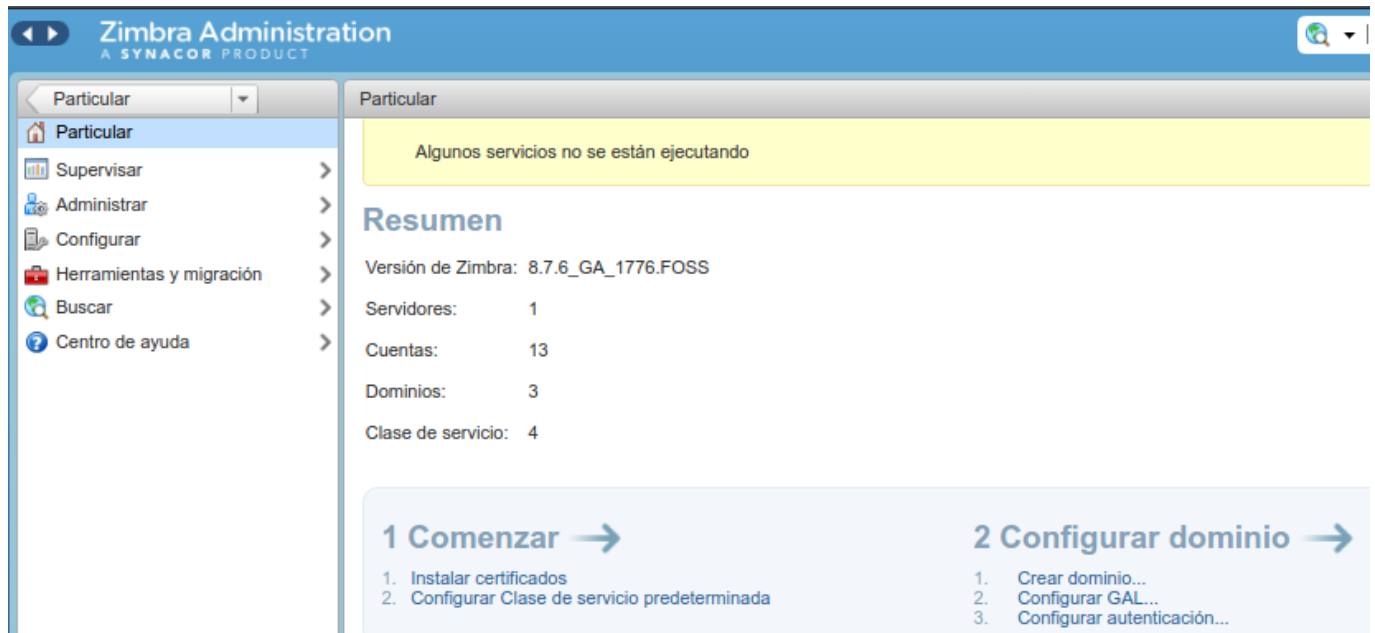 Zimbra Administration
A SYNACOR PRODUCT
Particular
Particular
Supervisar
Administrar
Configurar
Herramientas y migración
Buscar
Centro de ayuda
Particular
Algunos servicios no se están ejecutando
Resumen
Versión de Zimbra: 8.7.6_GA_1776.FOSS
Servidores: 1
Cuentas: 13
Dominios: 3
Clase de servicio: 4
1 Comenzar
1. Instalar certificados
2. Configurar Clase de servicio predeterminada
2 Configurar dominio
1. Crear dominio...
2. Configurar GAL...
3. Configurar autenticación...